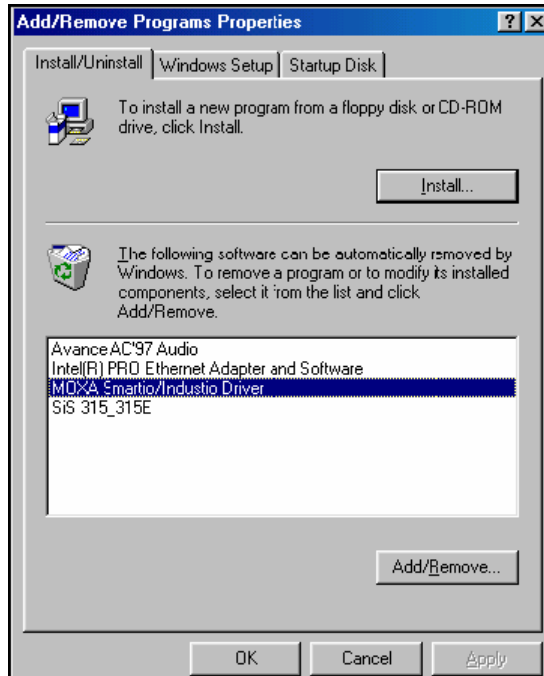 Add/Remove Programs Properties
Install/Uninstall
Windows Setup
Startup Disk
To install a new program from a floppy disk or CD-ROM
drive, click Install.
Install...
The following software can be automatically removed by
Windows. To remove a program or to modify its installed
components, select it from the list and click
Add/Remove.
Avance AC'97 Audio
Intel(R) PRO Ethernet Adapter and Software
MOXA Smartio/Industio Driver
SiS 315_315E
Add/Remove...
OK
Cancel
Apply